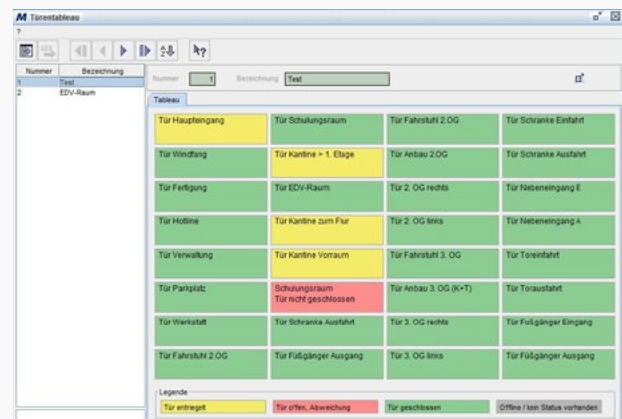 M Türentableau
?
Nummer Bezeichnung
1 Test
2 EDV-Raum
Nummer 1 Bezeichnung Test
Tableau
Tür Haupteingang Tür Schulungsraum Tür Fahrstuhl 2.OG Tür Schranke Einfahrt
Tür Windfang Tür Kantine > 1. Etage Tür Anbau 2.OG Tür Schranke Ausfahrt
Tür Fertigung Tür EDV-Raum Tür 2. OG rechts Tür Nebeneingang E
Tür Hotline Tür Kantine zum Flur Tür 2. OG links Tür Nebeneingang A
Tür Verwaltung Tür Kantine Vorraum Tür Fahrstuhl 3. OG Tür Toreinfahrt
Tür Parkplatz Schulungsraum Tür Anbau 3. OG (K+T) Tür Torausfahrt
Tür nicht geschlossen
Tür Werkstatt Tür Schranke Ausfahrt Tür 3. OG rechts Tür Fußgänger Eingang
Tür Fahrstuhl 2.OG Tür Füßgänger Ausgang Tür 3. OG links Tür Fußgänger Ausgang
Legende
Tür entriegelt Tür offen, Abweichung Tür geschlossen Offline / kein Status vorhanden